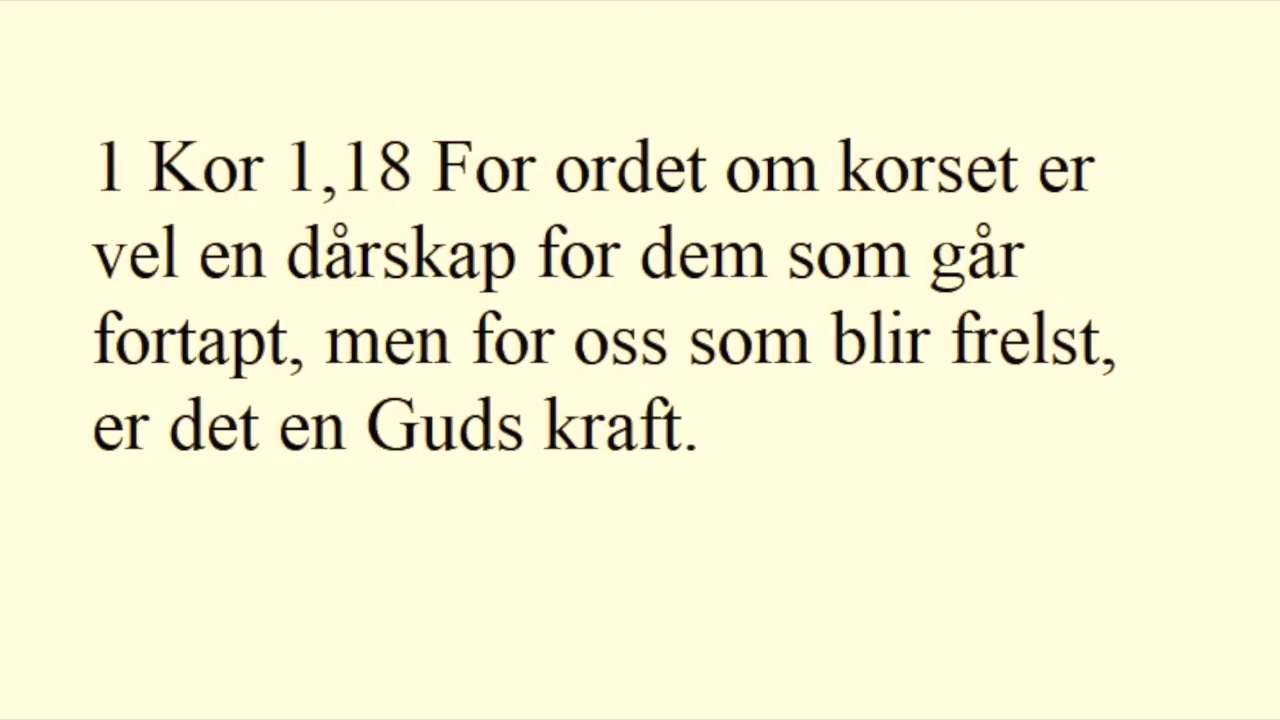 1 Kor 1,18 For ordet om korset er
vel en dårskap for dem som går
fortapt, men for oss som blir frelst,
er det en Guds kraft.